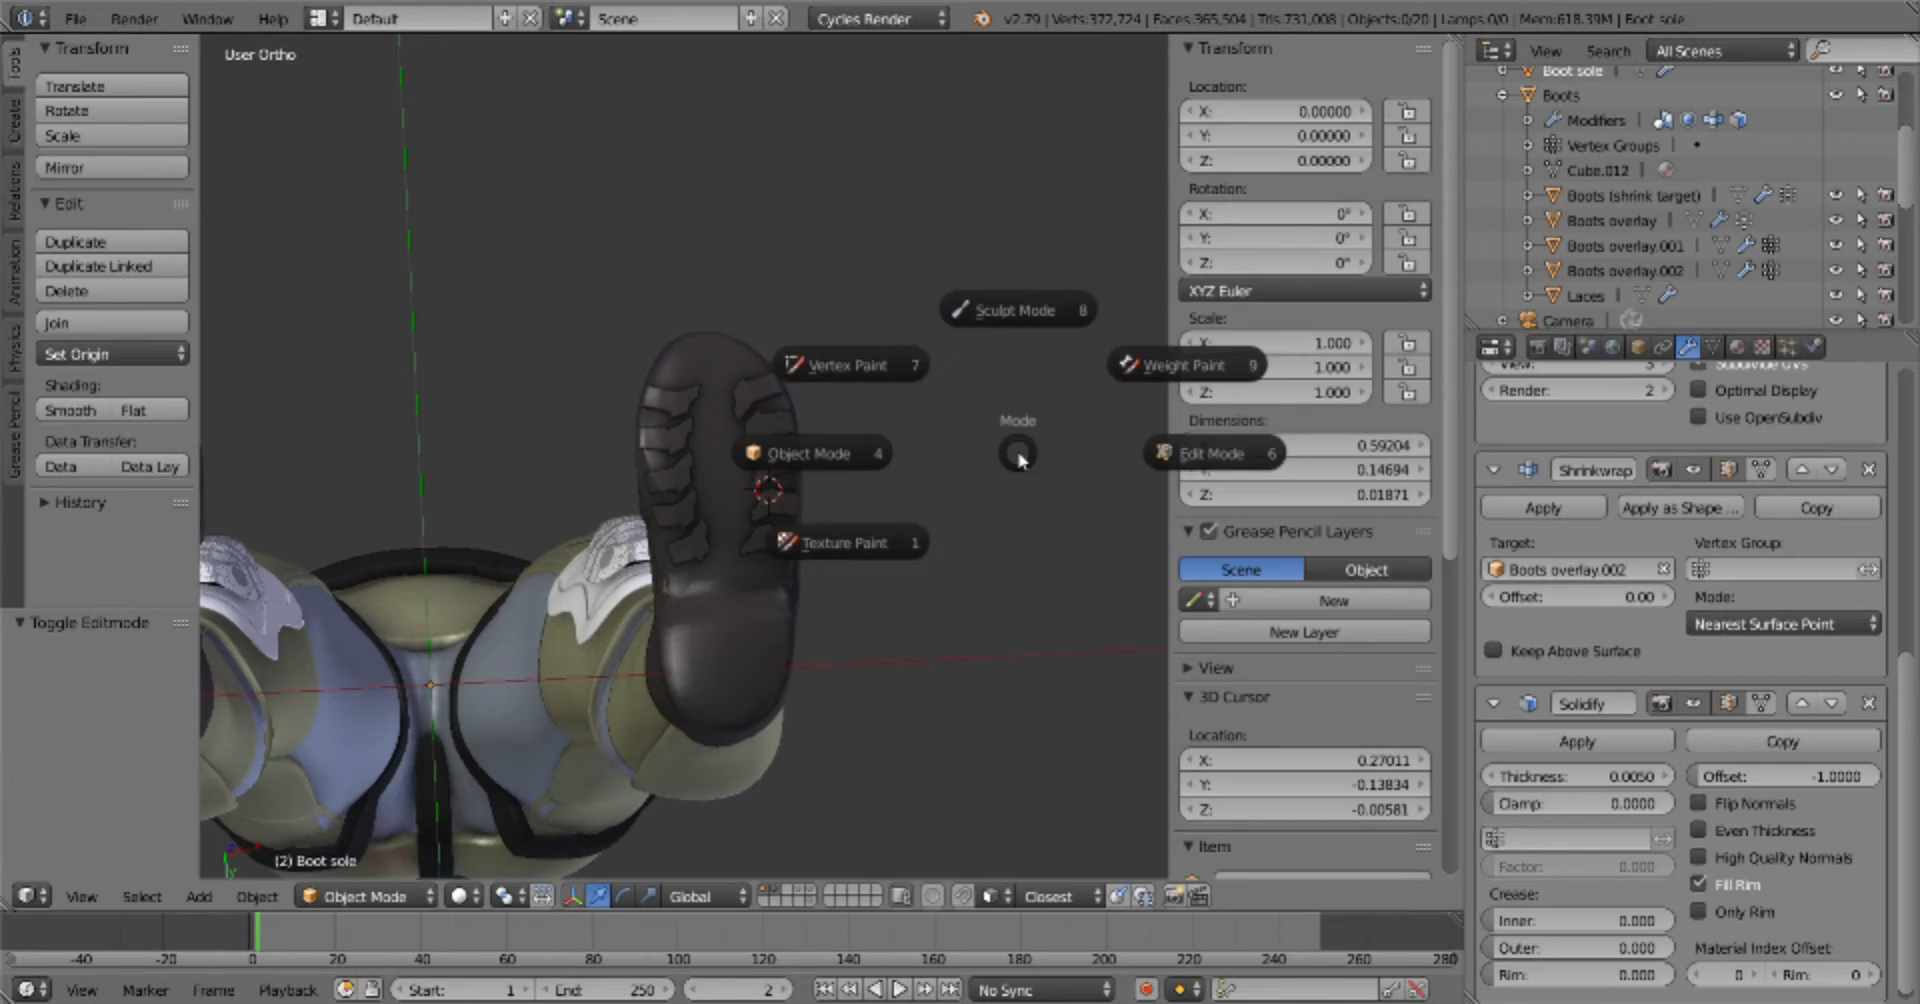 File Render Window Help Default Scene Cycles Render v2.79 | Verts:372,724 | Faces:365,504 | Tris:731,008 | Objects:0/20 | Lamps:0/0 | Mem:618.39M | Boot sole
Tools
Create
Relations
Animation
Physics
Grease Pencil
Transform
Translate
Rotate
Scale
Mirror
Edit
Duplicate
Duplicate Linked
Delete
Join
Set Origin
Shading:
Smooth Flat
Data Transfer:
Data Data Lay
History
Toggle Editmode
User Ortho
Sculpt Mode 8
Vertex Paint 7
Weight Paint 9
Mode
Object Mode 4
Edit Mode 6
Texture Paint 1
(2) Boot sole
Transform
Location:
X: 0.00000
Y: 0.00000
Z: 0.00000
Rotation:
X: 0°
Y: 0°
Z: 0°
XYZ Euler
Scale:
X: 1.000
1.000
Z: 1.000
Dimensions:
0.59204
0.14694
Z: 0.01871
Grease Pencil Layers
Scene Object
New
New Layer
View
3D Cursor
Location:
X: 0.27011
Y: -0.13834
Z: -0.00581
Item
View Search All Scenes
Boot sole
Boots
Modifiers
Vertex Groups
Cube.012
Boots (shrink target)
Boots overlay
Boots overlay.001
Boots overlay.002
Laces
Camera
View: 3 Subdivide UVs
Render: 2 Optimal Display
Use OpenSubdiv
Shrinkwrap
Apply Apply as Shape ... Copy
Target: Vertex Group:
Boots overlay.002
Offset: 0.00 Mode:
Nearest Surface Point
Keep Above Surface
Solidify
Apply Copy
Thickness: 0.0050 Offset: -1.0000
Clamp: 0.0000 Flip Normals
Even Thickness
Factor: 0.000 High Quality Normals
Crease: Fill Rim
Inner: 0.000 Only Rim
Outer: 0.000 Material Index Offset:
Rim: 0.000 0 Rim: 0
View Select Add Object Object Mode Global Closest
-40 -20 0 20 40 60 80 100 120 140 160 180 200 220 240 260 280
View Marker Frame Playback Start: 1 End: 250 2 No Sync